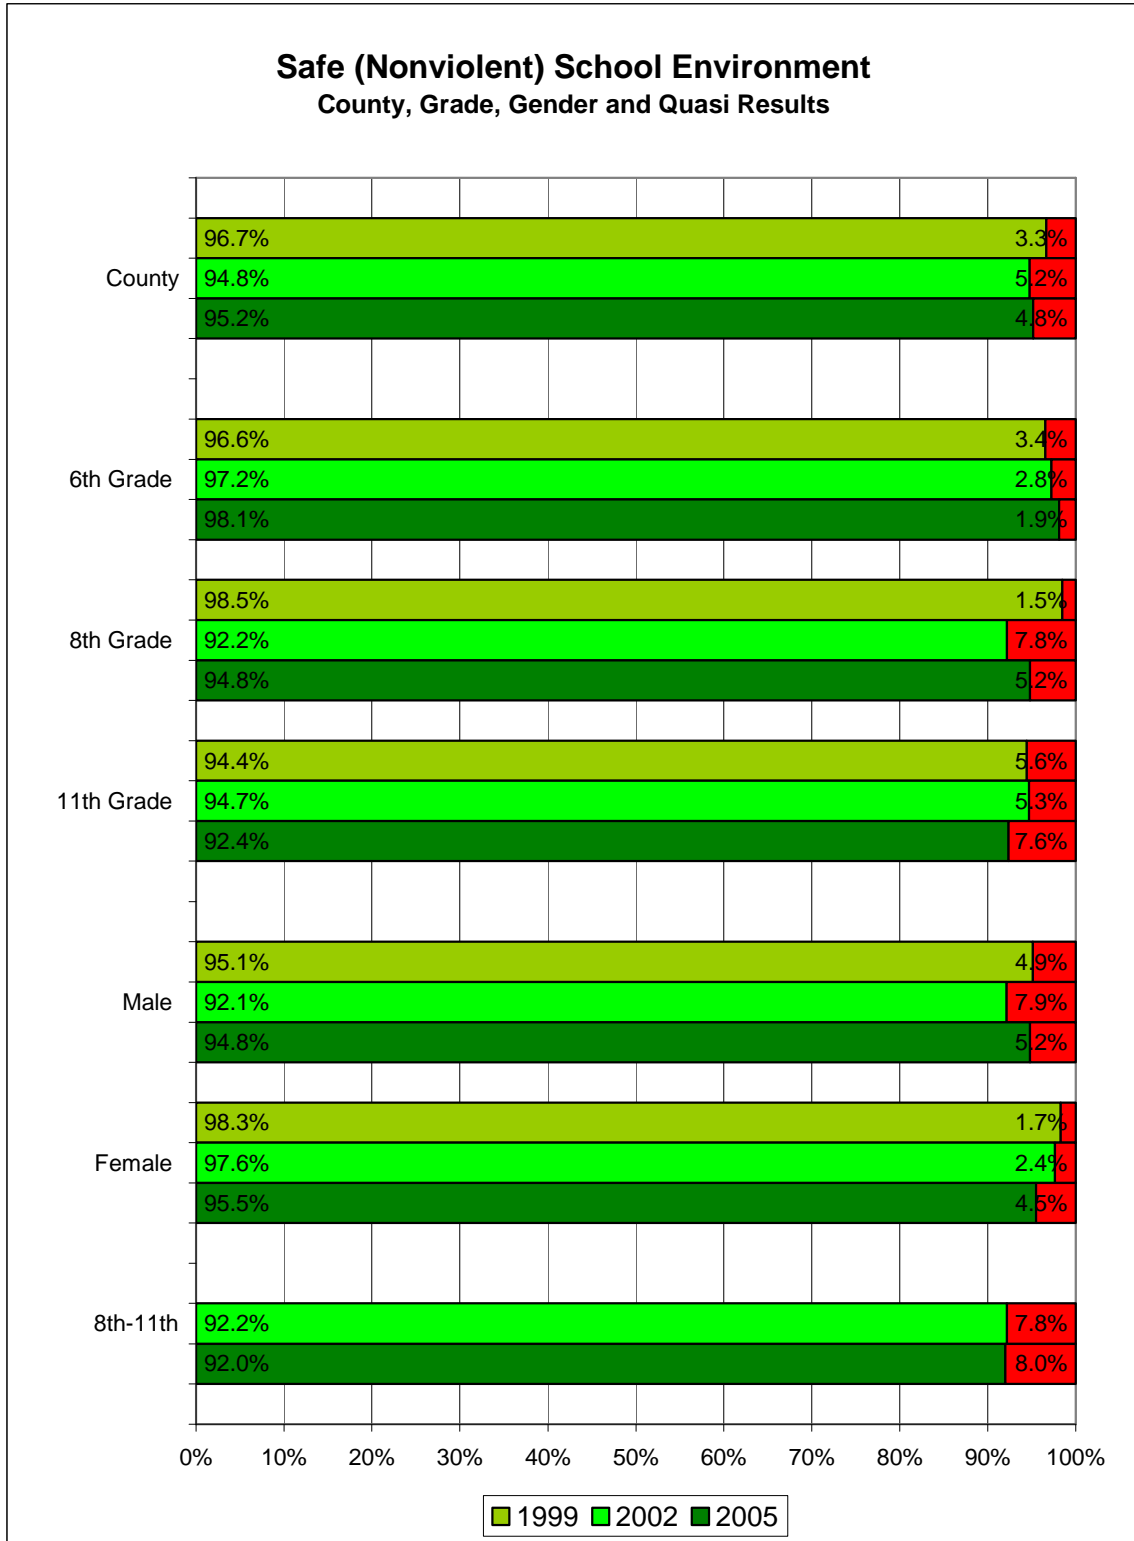 Safe (Nonviolent) School Environment
County, Grade, Gender and Quasi Results
96.7% 3.3%
County 94.8% 5.2%
95.2% 4.8%
96.6% 3.4%
6th Grade 97.2% 2.8%
98.1% 1.9%
98.5% 1.5%
8th Grade 92.2% 7.8%
94.8% 5.2%
94.4% 5.6%
11th Grade 94.7% 5.3%
92.4% 7.6%
95.1% 4.9%
Male 92.1% 7.9%
94.8% 5.2%
98.3% 1.7%
Female 97.6% 2.4%
95.5% 4.5%
8th-11th 92.2% 7.8%
92.0% 8.0%
0% 10% 20% 30% 40% 50% 60% 70% 80% 90% 100%
1999 2002 2005